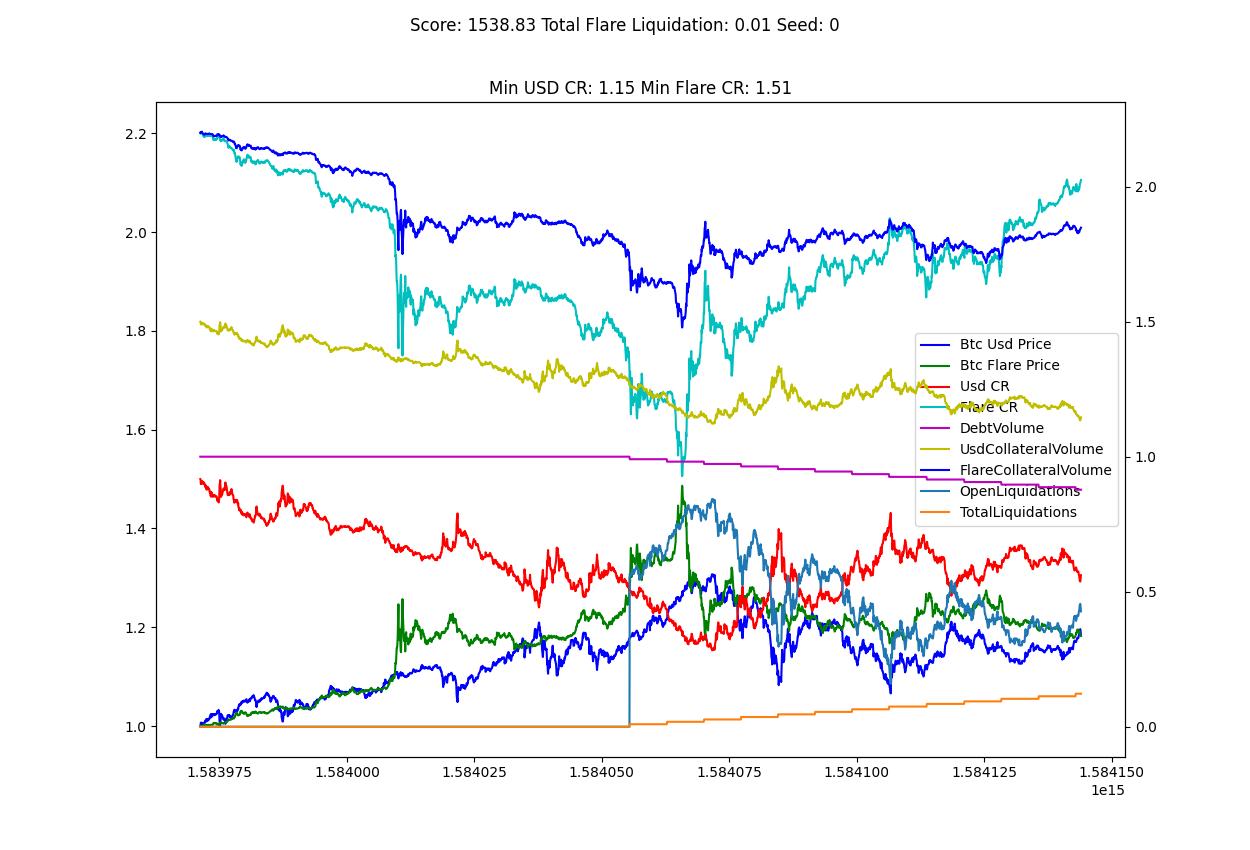 Score: 1538.83 Total Flare Liquidation: 0.01 Seed: 0
Min USD CR: 1.15 Min Flare CR: 1.51
2.2
2.0
1.8
1.6
1.4
1.2
1.0
2.0
1.5
1.0
0.5
0.0
Btc Usd Price
Btc Flare Price
Usd CR
Flare CR
DebtVolume
UsdCollateralVolume
FlareCollateralVolume
OpenLiquidations
TotalLiquidations
1.583975 1.584000 1.584025 1.584050 1.584075 1.584100 1.584125 1.584150
1e15